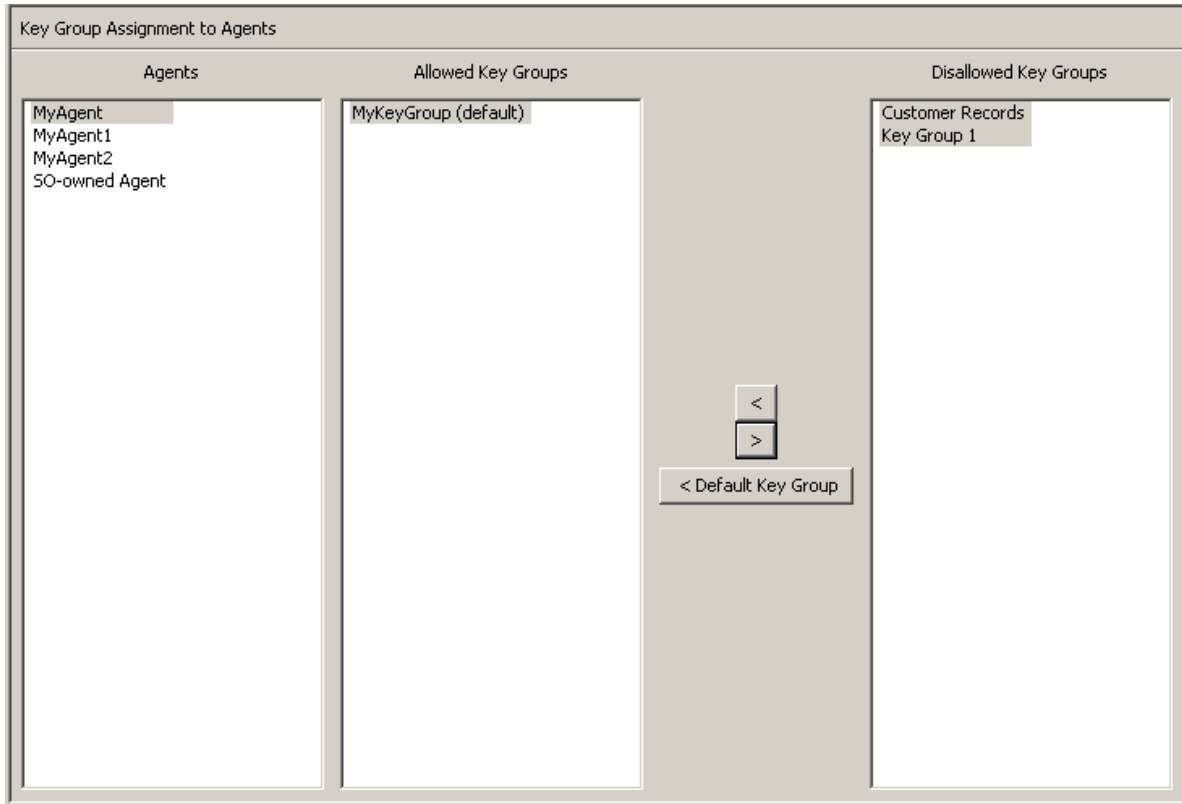 Key Group Assignment to Agents
Agents
Allowed Key Groups
Disallowed Key Groups
MyAgent
MyAgent1
MyAgent2
SO-owned Agent
MyKeyGroup (default)
<
>
< Default Key Group
Customer Records
Key Group 1